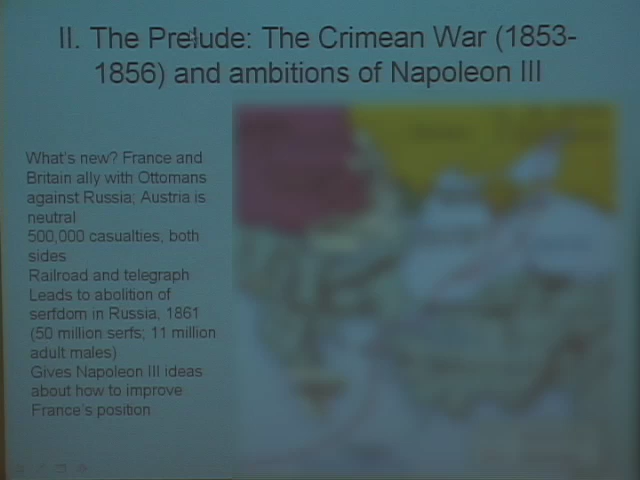 II. The Prelude: The Crimean War (1853-
1856) and ambitions of Napoleon III
What's new? France and
Britain ally with Ottomans
against Russia; Austria is
neutral
500,000 casualties, both
sides
Railroad and telegraph
Leads to abolition of
serfdom in Russia, 1861
(50 million serfs; 11 million
adult males)
Gives Napoleon III ideas
about how to improve
France's position